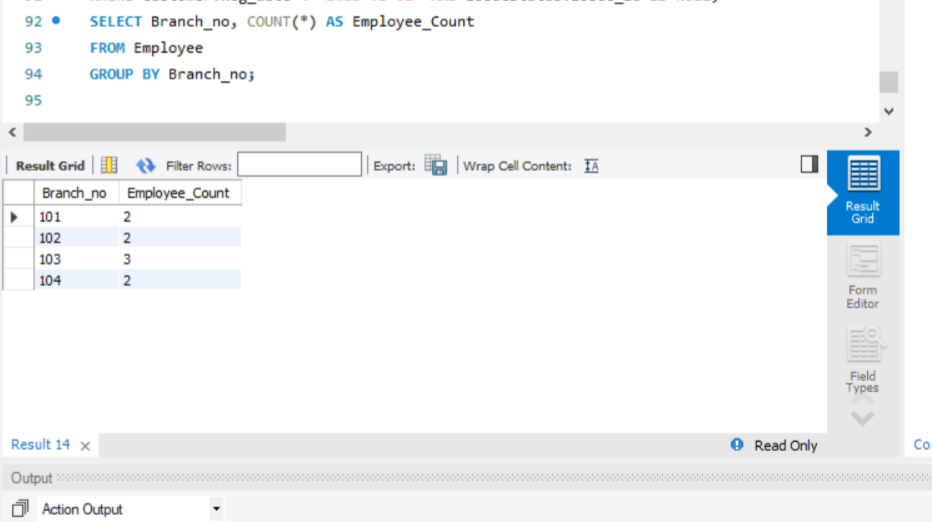 92 SELECT Branch_no, COUNT(*) AS Employee_Count
93 FROM Employee
94 GROUP BY Branch_no;
95
Result Grid Filter Rows: Export: Wrap Cell Content:
Branch_no Employee_Count
101 2
102 2
103 3
104 2
Result
Grid
Form
Editor
Field
Types
Result 14 Read Only
Output
Action Output